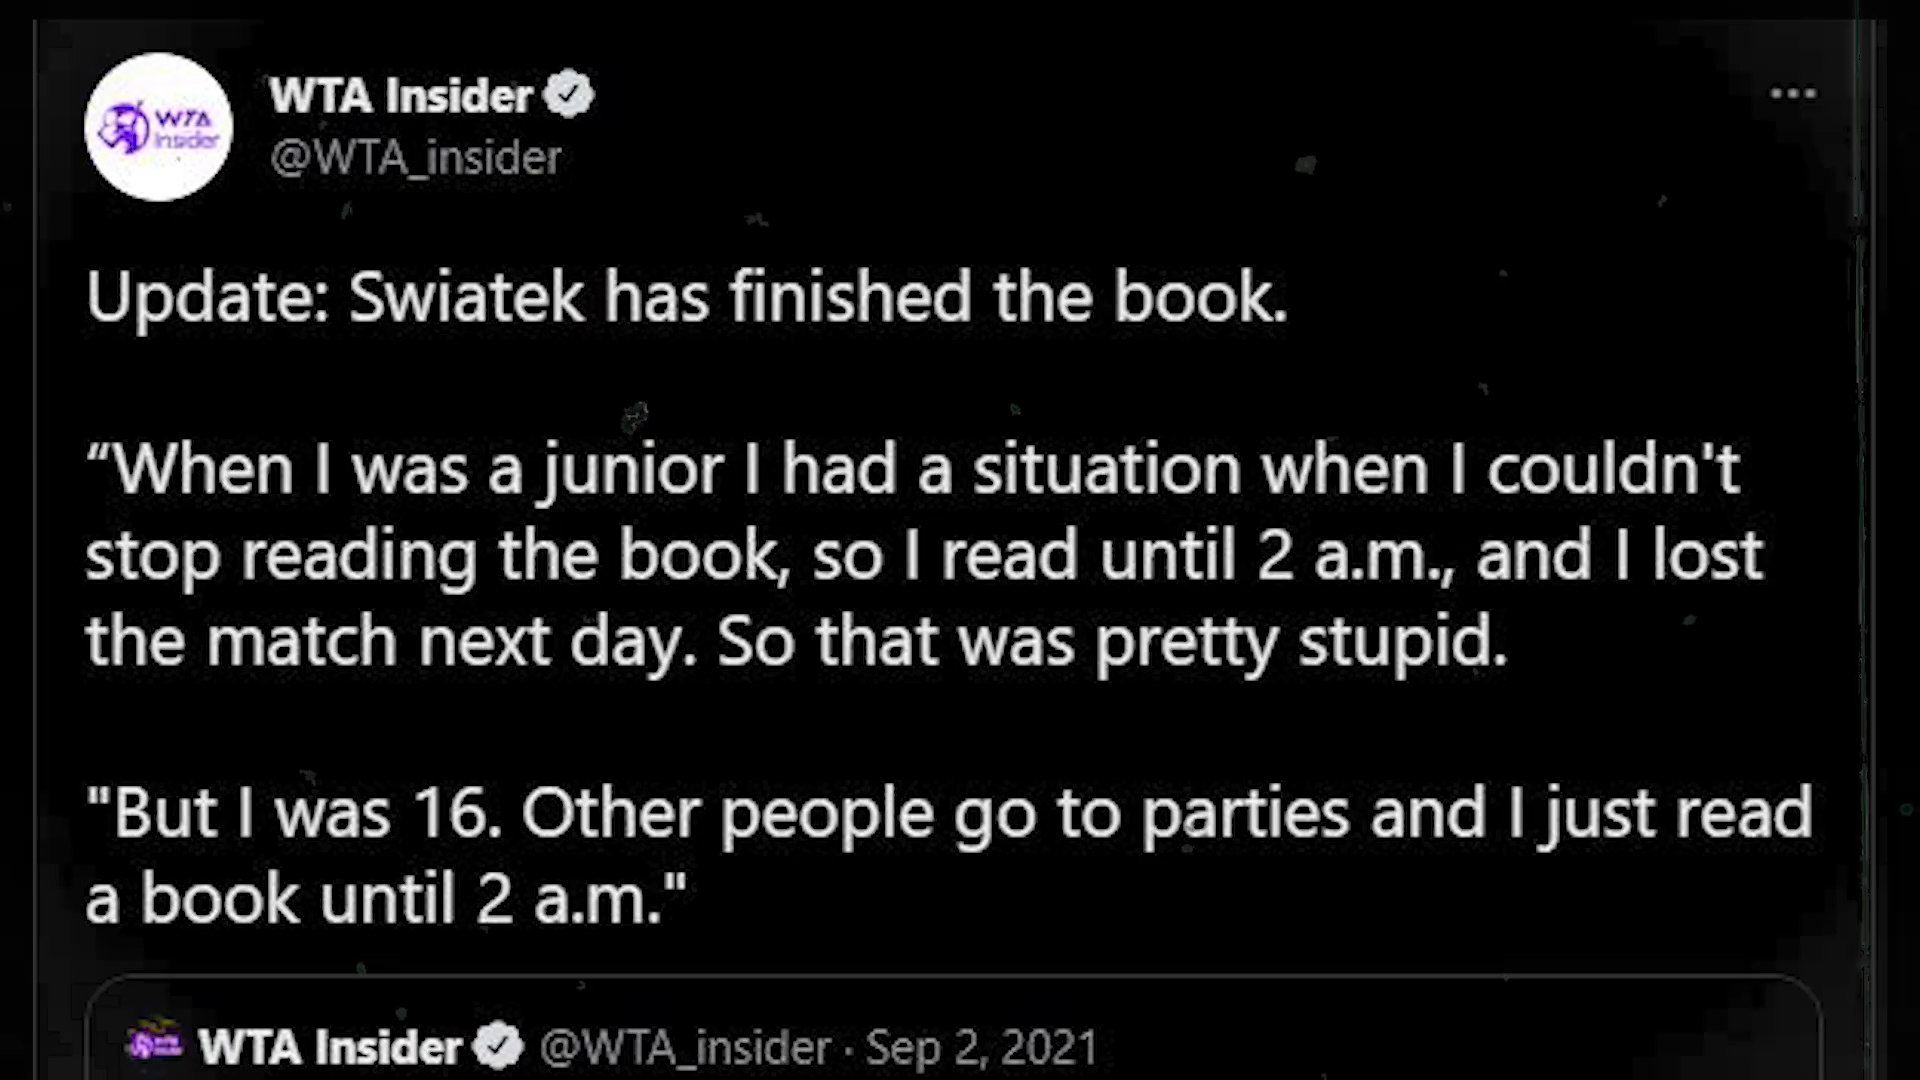 WTA Insider
WTA Insider
@WTA_insider
Update: Swiatek has finished the book.
“When I was a junior I had a situation when I couldn't
stop reading the book, so I read until 2 a.m., and I lost
the match next day. So that was pretty stupid.
"But I was 16. Other people go to parties and I just read
a book until 2 a.m."
WTA Insider @WTA_insider · Sep 2, 2021